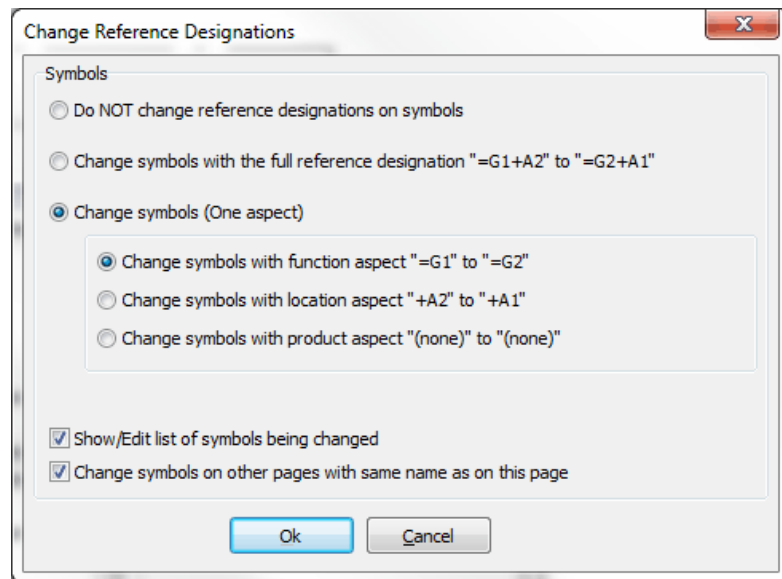 Change Reference Designations
X
Symbols
Do NOT change reference designations on symbols
Change symbols with the full reference designation "=G1+A2" to "=G2+A1"
Change symbols (One aspect)
Change symbols with function aspect "=G1" to "=G2"
Change symbols with location aspect "+A2" to "+A1"
Change symbols with product aspect "(none)" to "(none)"
Show/Edit list of symbols being changed
Change symbols on other pages with same name as on this page
Ok Cancel